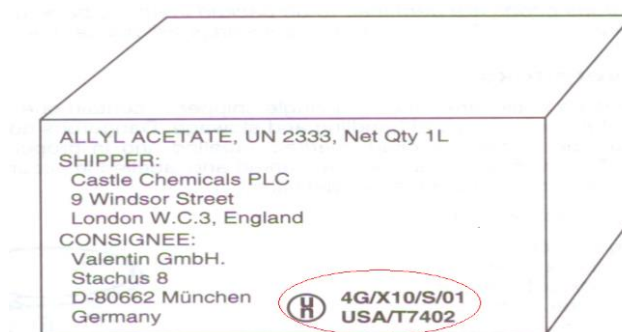 ALLYL ACETATE, UN 2333, Net Qty 1L
SHIPPER:
Castle Chemicals PLC
9 Windsor Street
London W.C.3, England
CONSIGNEE:
Valentin GmbH.
Stachus 8
D-80662 München
Germany
4G/X10/S/01
USA/T7402